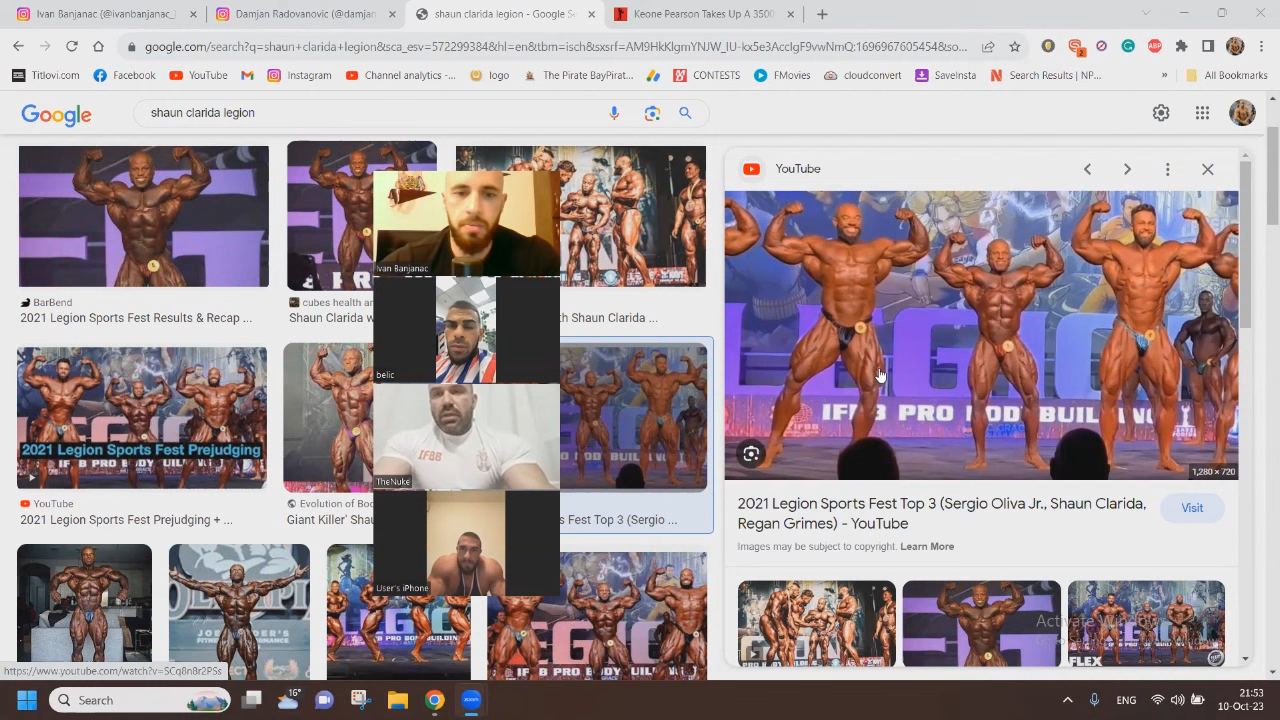 Ivan Banjanac (@ivanbanjanac_
Damjan Radovanovic (@damjan
shaun clarida legion - Google Se
Keone Pearson Takes Up A 3500
google.com/search?q=shaun+clarida+legion&sca_esv=572099384&hl=en&tbm=isch&sxsrf=AM9HkKlgmYNJW_IU-kx5e3AcclgF9vwNmQ:1696967605454&so...
Titlovi.com
Facebook
YouTube
Instagram
Channel analytics -...
logo
The Pirate BayPirat...
CONTESTS
FMovies
cloudconvert
SaveInsta
Search Results | NP...
»
All Bookmarks
Google
shaun clarida legion
YouTube
BarBend
2021 Legion Sports Fest Results & Recap ...
cubes health an
Shaun Clarida w
th Shaun Clarida ...
Ivan Banjanac
belic
TheNuke
IFBB
User's iPhone
2021 Legion Sports Fest Prejudging
YouTube
2021 Legion Sports Fest Prejudging + ...
Evolution of Bod
Giant Killer' Shau
s Fest Top 3 (Sergio ...
IFBB PRO BODYBUILDING
1,280 × 720
2021 Legion Sports Fest Top 3 (Sergio Oliva Jr., Shaun Clarida,
Regan Grimes) - YouTube
Visit
Images may be subject to copyright. Learn More
Activate Windows
FLEX
https://www.youtube.com/watch?v=SCq8n8r2PSs
Search
16°
ENG
21:53
10-Oct-23